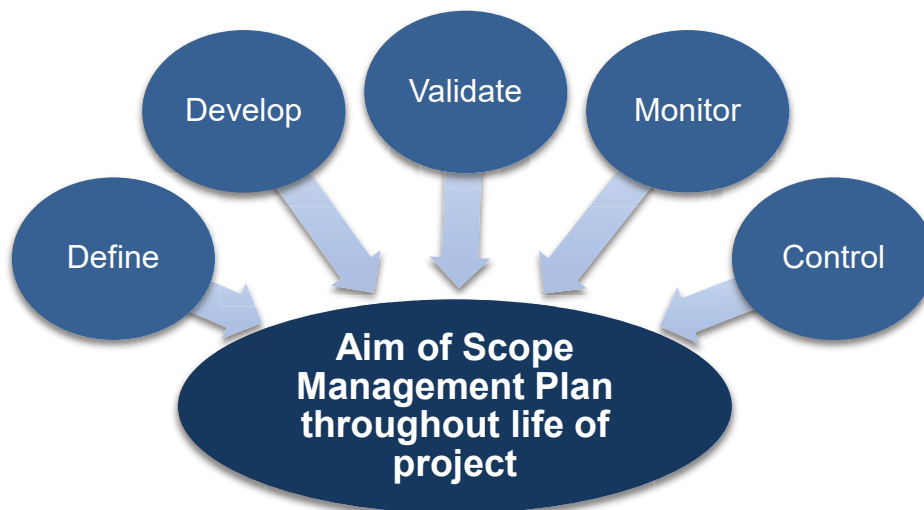 Define
Develop
Validate
Monitor
Control
Aim of Scope
Management Plan
throughout life of
project